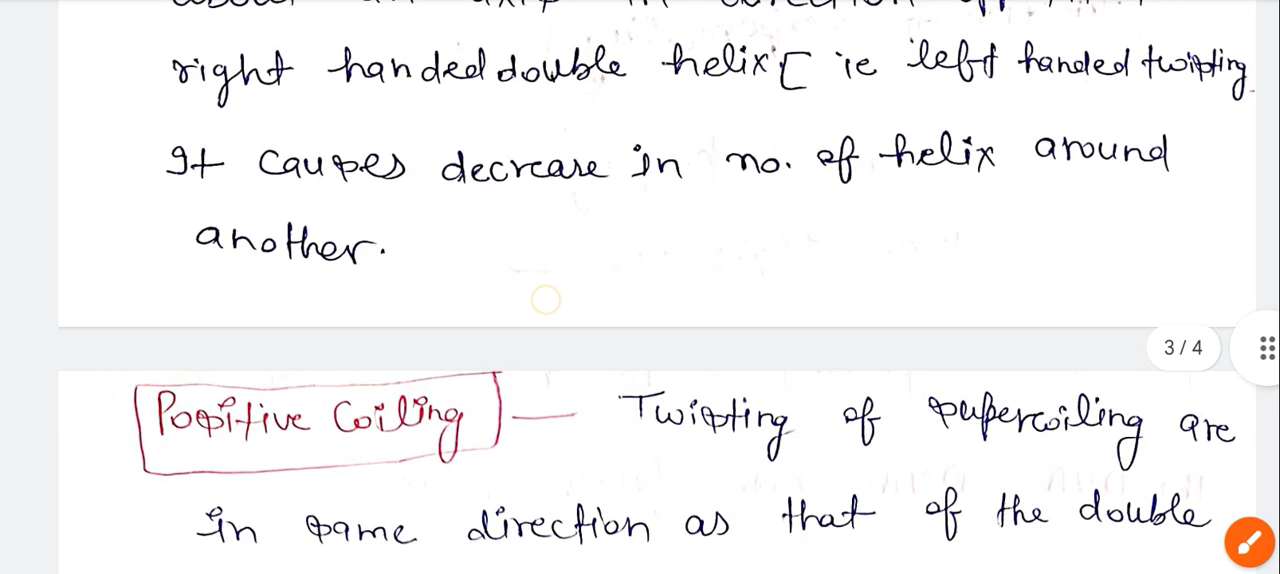 right handed double helix [ ie left handed twisting
It causes decrease in no. of helix around
another.
3 / 4
Positive Coiling — Twisting of supercoiling are
in same direction as that of the double